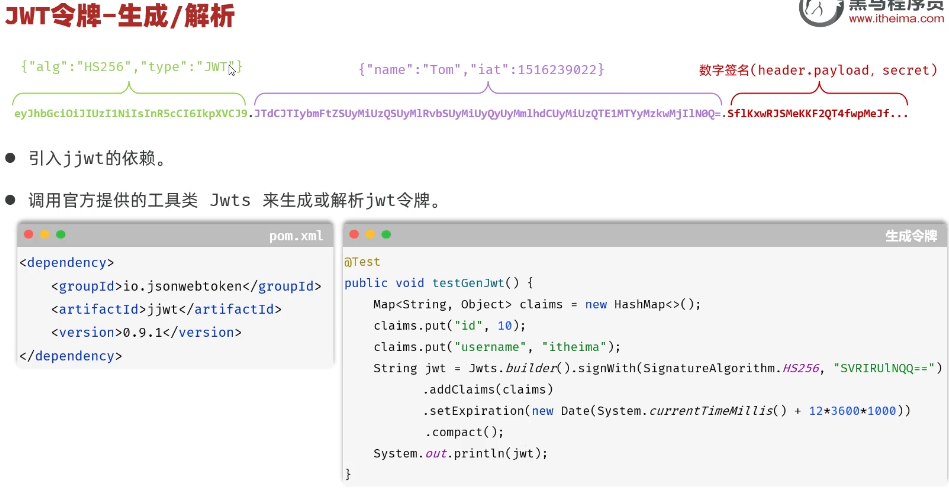 JWT令牌-生成/解析
黑马程序员
www.itheima.com
{"alg":"HS256","type":"JWT"}
{"name":"Tom","iat":1516239022}
数字签名(header.payload, secret)
eyJhbGciOiJIUzI1NiIsInR5cCI6IkpXVCJ9.JTdCJTIybmFtZSUyMiUzQSUyMlRvbSUyMiUyQyUyMmlhdCUyMiUzQTE1MTYyMzkwMjIlN0Q=.SflKxwRJSMeKKF2QT4fwpMeJf...
● 引入jjwt的依赖。
● 调用官方提供的工具类 Jwts 来生成或解析jwt令牌。
pom.xml
<dependency>
    <groupId>io.jsonwebtoken</groupId>
    <artifactId>jjwt</artifactId>
    <version>0.9.1</version>
</dependency>
生成令牌
@Test
public void testGenJwt() {
    Map<String, Object> claims = new HashMap<>();
    claims.put("id", 10);
    claims.put("username", "itheima");
    String jwt = Jwts.builder().signWith(SignatureAlgorithm.HS256, "SVRIRUlNQQ==")
            .addClaims(claims)
            .setExpiration(new Date(System.currentTimeMillis() + 12*3600*1000))
            .compact();
    System.out.println(jwt);
}